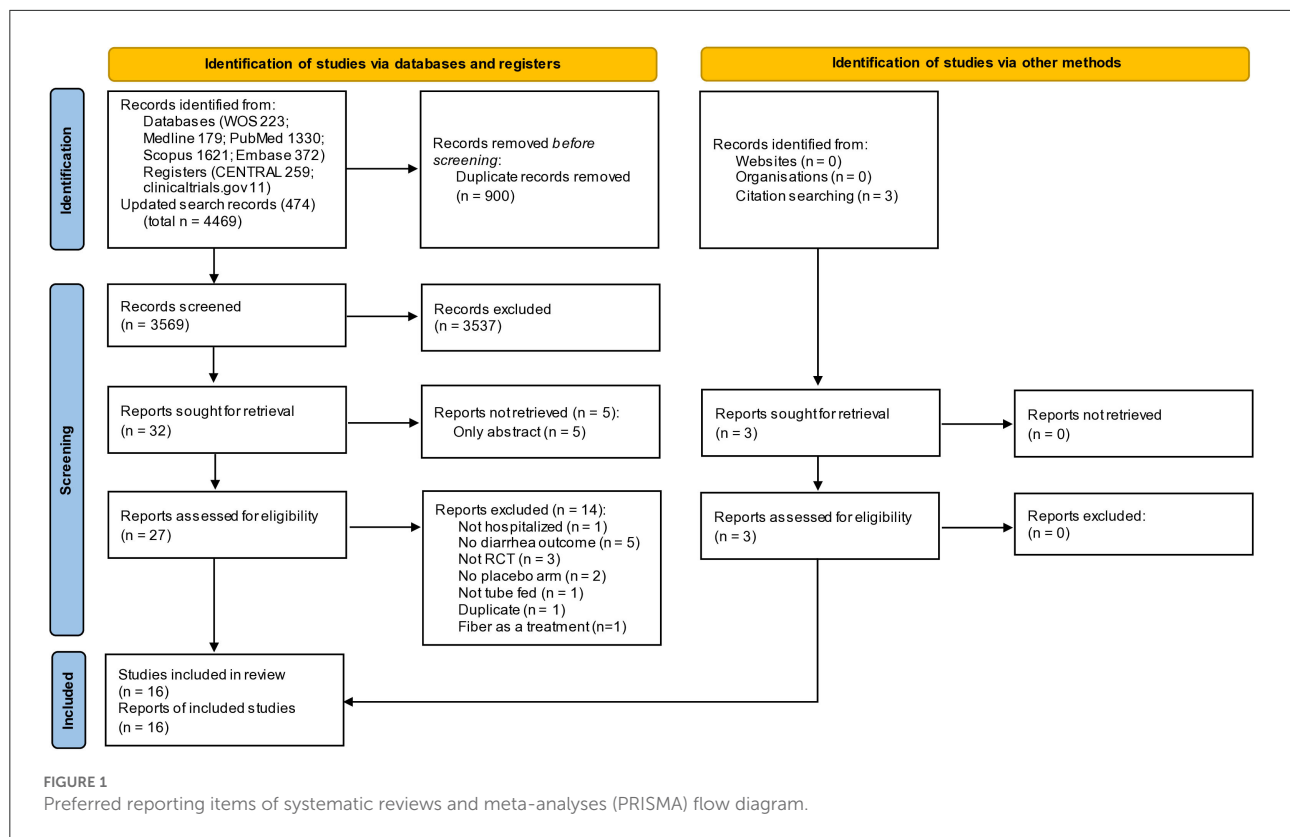 Identification of studies via databases and registers
Identification of studies via other methods
Identification
Records identified from:
Databases (WOS 223;
Medline 179; PubMed 1330;
Scopus 1621; Embase 372)
Registers (CENTRAL 259;
clinicaltrials.gov 11)
Updated search records (474)
(total n = 4469)
Records removed before
screening:
Duplicate records removed
(n = 900)
Records identified from:
Websites (n = 0)
Organisations (n = 0)
Citation searching (n = 3)
Screening
Records screened
(n = 3569)
Records excluded
(n = 3537)
Reports sought for retrieval
(n = 32)
Reports not retrieved (n = 5):
Only abstract (n = 5)
Reports sought for retrieval
(n = 3)
Reports not retrieved
(n = 0)
Reports assessed for eligibility
(n = 27)
Reports excluded (n = 14):
Not hospitalized (n = 1)
No diarrhea outcome (n = 5)
Not RCT (n = 3)
No placebo arm (n = 2)
Not tube fed (n = 1)
Duplicate (n = 1)
Fiber as a treatment (n=1)
Reports assessed for eligibility
(n = 3)
Reports excluded:
(n = 0)
Included
Studies included in review
(n = 16)
Reports of included studies
(n = 16)
FIGURE 1
Preferred reporting items of systematic reviews and meta-analyses (PRISMA) flow diagram.